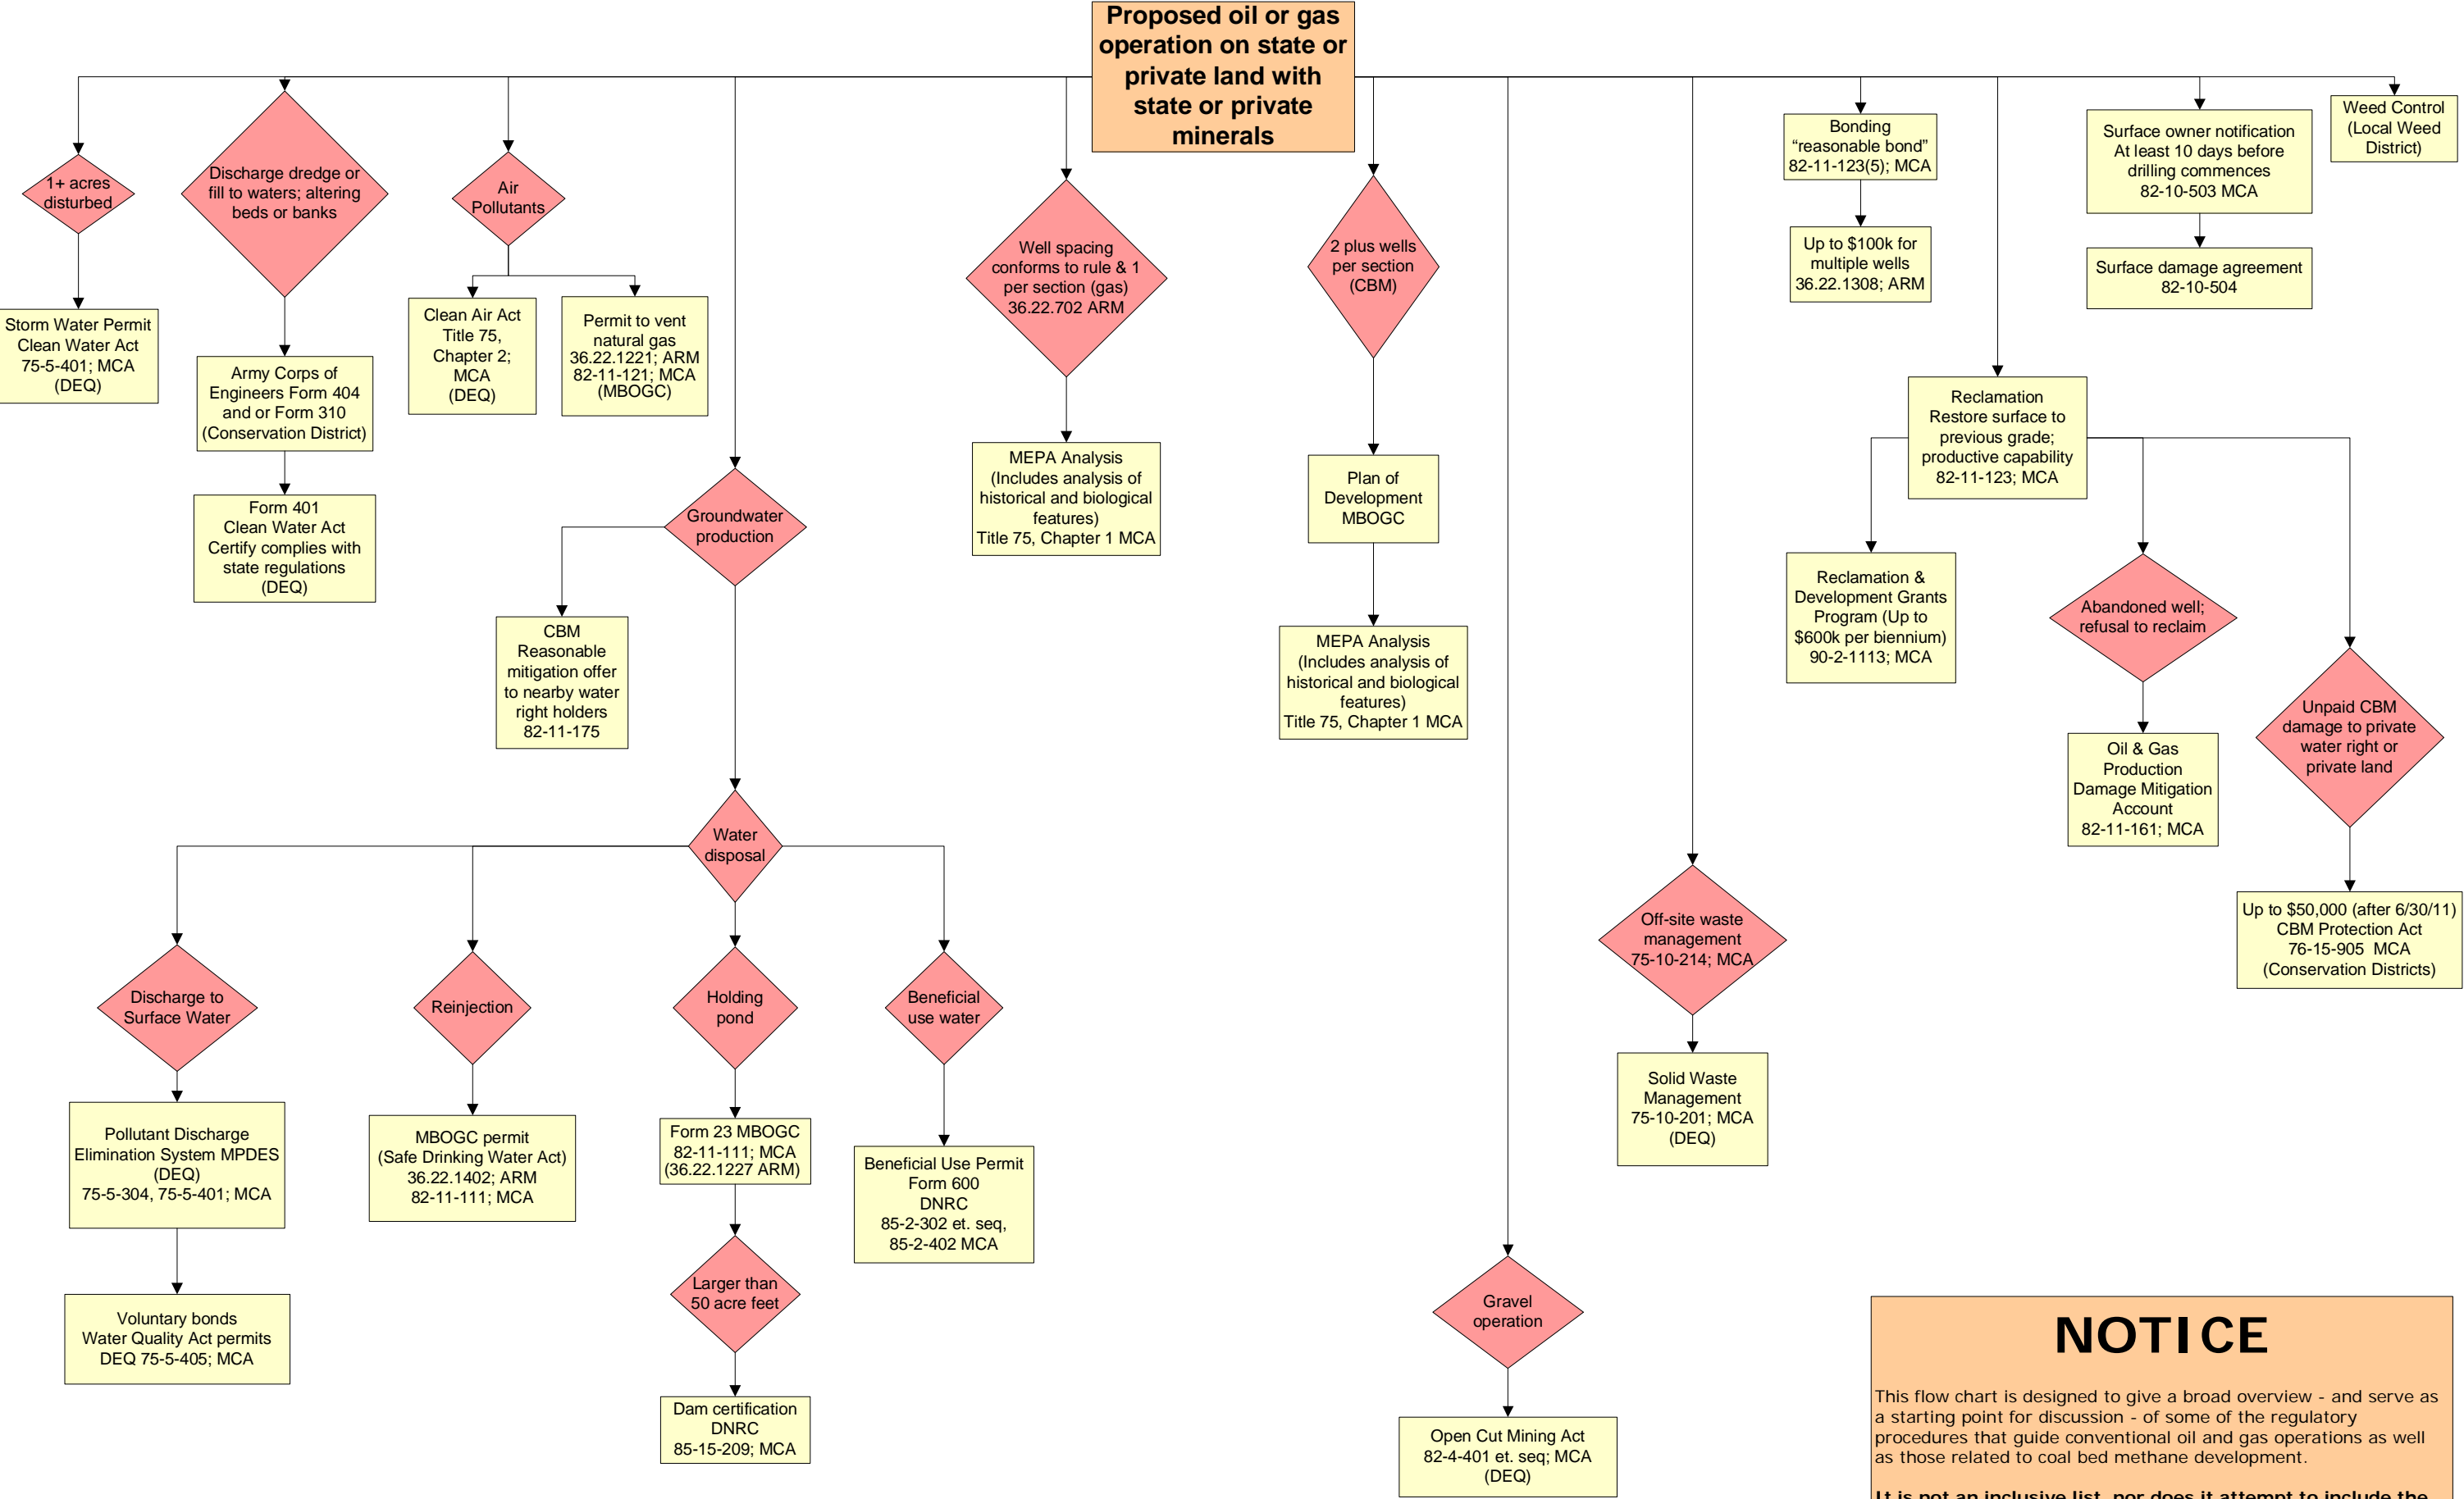 Proposed oil or gas
operation on state or
private land with
state or private
minerals
1+ acres
disturbed
Storm Water Permit
Clean Water Act
75-5-401; MCA
(DEQ)
Discharge dredge or
fill to waters; altering
beds or banks
Army Corps of
Engineers Form 404
and or Form 310
(Conservation District)
Form 401
Clean Water Act
Certify complies with
state regulations
(DEQ)
Air
Pollutants
Clean Air Act
Title 75,
Chapter 2;
MCA
(DEQ)
Permit to vent
natural gas
36.22.1221; ARM
82-11-121; MCA
(MBOGC)
Groundwater
production
CBM
Reasonable
mitigation offer
to nearby water
right holders
82-11-175
Water
disposal
Discharge to
Surface Water
Pollutant Discharge
Elimination System MPDES
(DEQ)
75-5-304, 75-5-401; MCA
Voluntary bonds
Water Quality Act permits
DEQ 75-5-405; MCA
Reinjection
MBOGC permit
(Safe Drinking Water Act)
36.22.1402; ARM
82-11-111; MCA
Holding
pond
Form 23 MBOGC
82-11-111; MCA
(36.22.1227 ARM)
Larger than
50 acre feet
Dam certification
DNRC
85-15-209; MCA
Beneficial
use water
Beneficial Use Permit
Form 600
DNRC
85-2-302 et. seq,
85-2-402 MCA
Well spacing
conforms to rule & 1
per section (gas)
36.22.702 ARM
MEPA Analysis
(Includes analysis of
historical and biological
features)
Title 75, Chapter 1 MCA
2 plus wells
per section
(CBM)
Plan of
Development
MBOGC
MEPA Analysis
(Includes analysis of
historical and biological
features)
Title 75, Chapter 1 MCA
Gravel
operation
Open Cut Mining Act
82-4-401 et. seq; MCA
(DEQ)
Off-site waste
management
75-10-214; MCA
Solid Waste
Management
75-10-201; MCA
(DEQ)
Bonding
“reasonable bond”
82-11-123(5); MCA
Up to $100k for
multiple wells
36.22.1308; ARM
Reclamation
Restore surface to
previous grade;
productive capability
82-11-123; MCA
Reclamation &
Development Grants
Program (Up to
$600k per biennium)
90-2-1113; MCA
Abandoned well;
refusal to reclaim
Oil & Gas
Production
Damage Mitigation
Account
82-11-161; MCA
Unpaid CBM
damage to private
water right or
private land
Up to $50,000 (after 6/30/11)
CBM Protection Act
76-15-905  MCA
(Conservation Districts)
Surface owner notification
At least 10 days before
drilling commences
82-10-503 MCA
Surface damage agreement
82-10-504
Weed Control
(Local Weed
District)
NOTICE
This flow chart is designed to give a broad overview - and serve as
a starting point for discussion - of some of the regulatory
procedures that guide conventional oil and gas operations as well
as those related to coal bed methane development.
It is not an inclusive list, nor does it attempt to include the